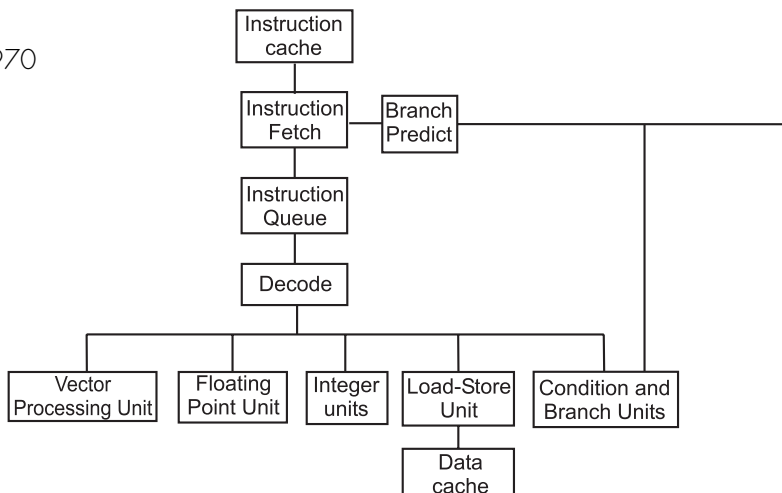 Instruction
cache
970
Instruction
Fetch
Branch
Predict
Instruction
Queue
Decode
Vector
Processing Unit
Floating
Point Unit
Integer
units
Load-Store
Unit
Condition and
Branch Units
Data
cache